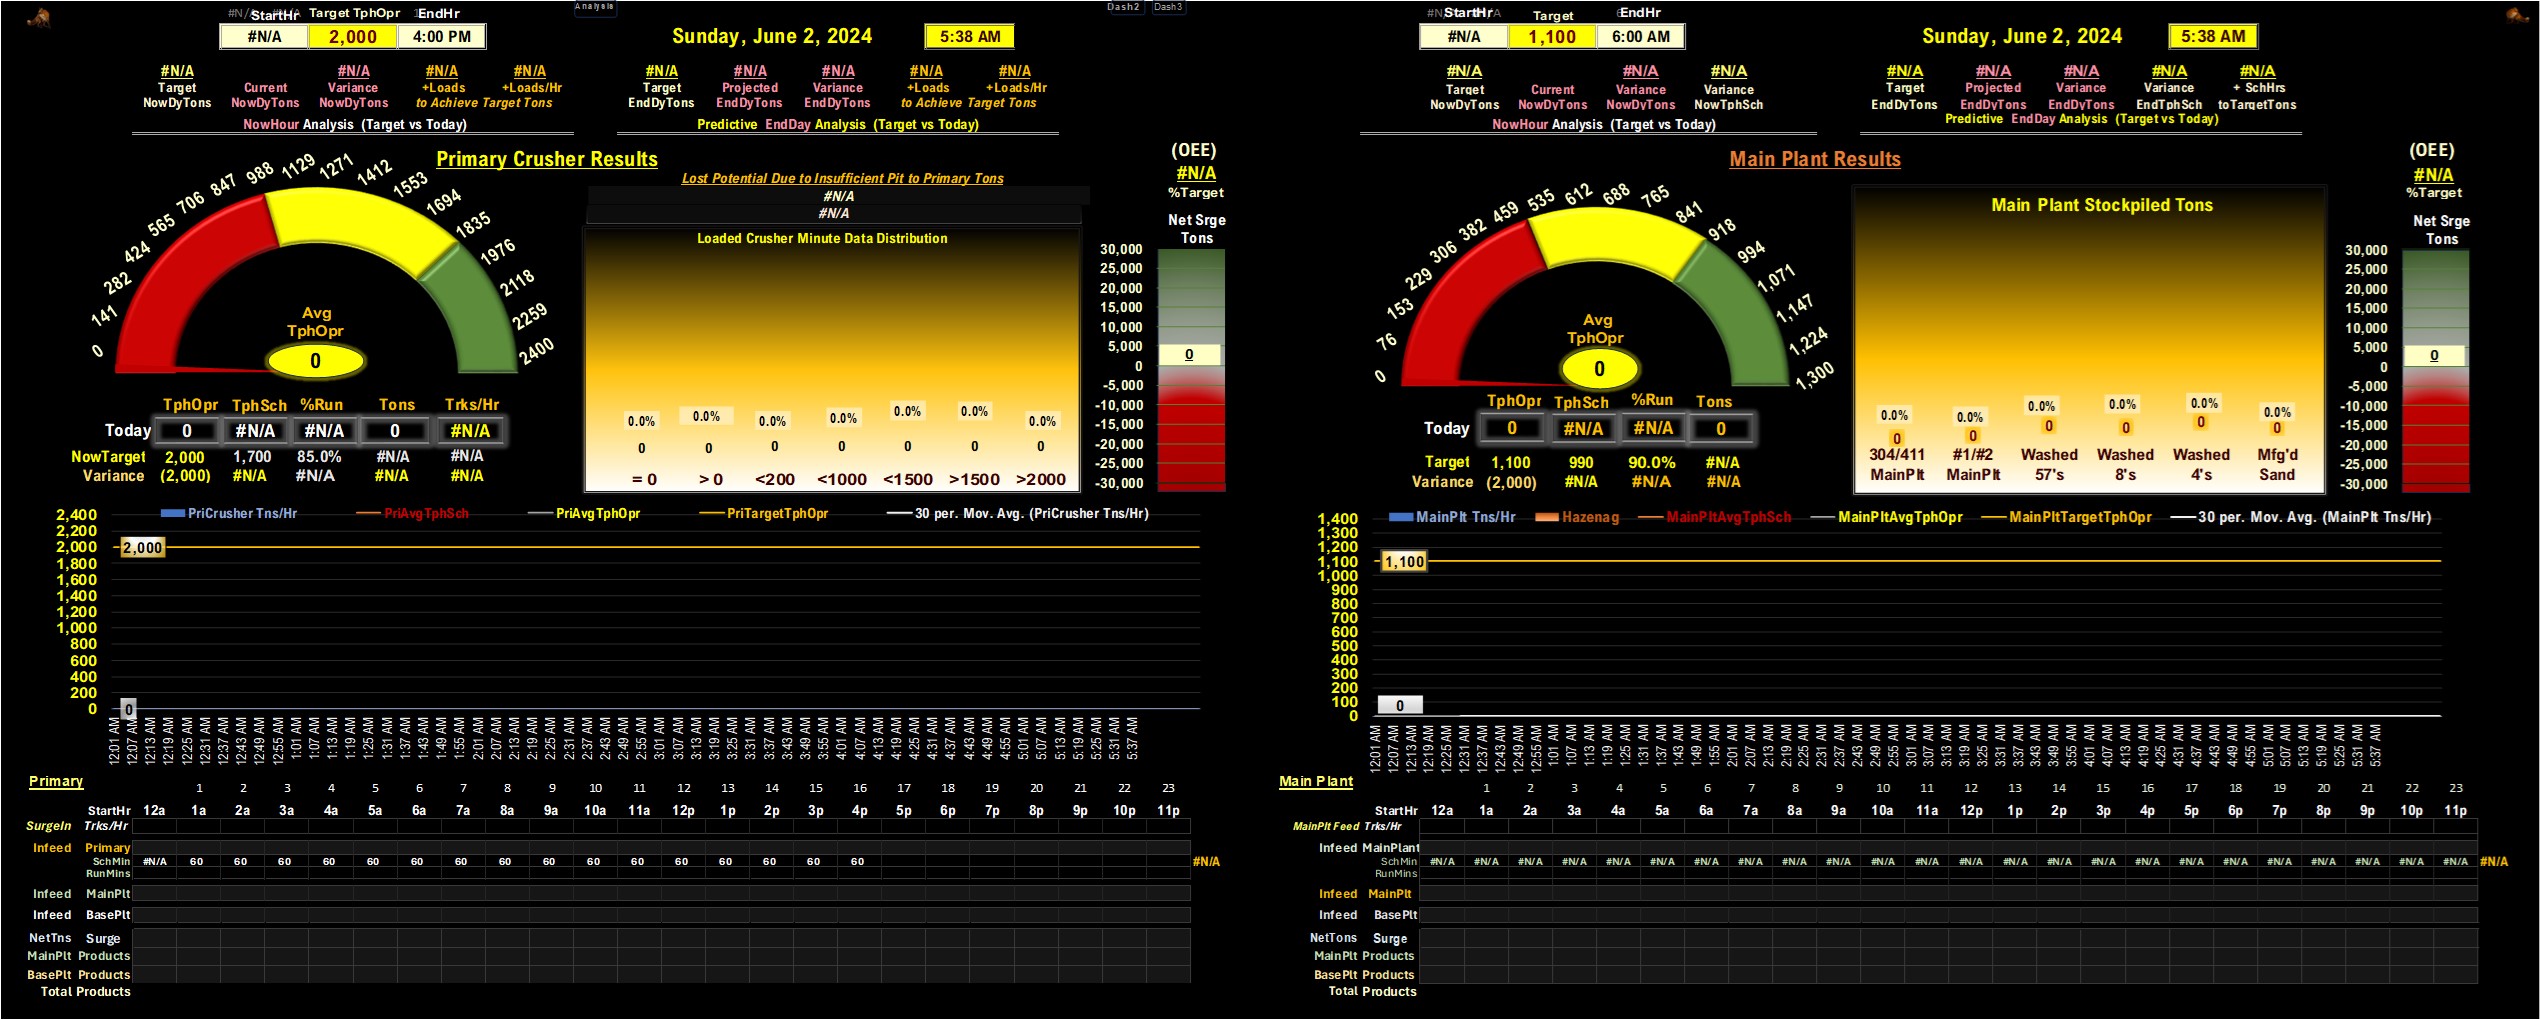 Analysis
Dash2 Dash3
StartHr Target TphOpr EndHr
#N/A 2,000 4:00 PM
Sunday, June 2, 2024 5:38 AM
#N/A #N/A #N/A #N/A
Target Current Variance +Loads +Loads/Hr
NowDyTons NowDyTons NowDyTons to Achieve Target Tons
NowHour Analysis (Target vs Today)
#N/A #N/A #N/A #N/A #N/A
Target Projected Variance +Loads +Loads/Hr
EndDyTons EndDyTons EndDyTons to Achieve Target Tons
Predictive EndDay Analysis (Target vs Today)
Primary Crusher Results
0 141 282 424 565 706 847 988 1129 1271 1412 1553 1694 1835 1976 2118 2259 2400
Avg
TphOpr
0
Lost Potential Due to Insufficient Pit to Primary Tons
#N/A
#N/A
Loaded Crusher Minute Data Distribution
0.0% 0.0% 0.0% 0.0% 0.0% 0.0% 0.0%
0 0 0 0 0 0 0
= 0 > 0 <200 <1000 <1500 >1500 >2000
(OEE)
#N/A
%Target
Net Srge
Tons
30,000
25,000
20,000
15,000
10,000
5,000
0
0
-5,000
-10,000
-15,000
-20,000
-25,000
-30,000
TphOpr TphSch %Run Tons Trks/Hr
Today 0 #N/A #N/A 0 #N/A
NowTarget 2,000 1,700 85.0% #N/A #N/A
Variance (2,000) #N/A #N/A #N/A #N/A
PriCrusher Tns/Hr PriAvgTphSch PriAvgTphOpr PriTargetTphOpr 30 per. Mov. Avg. (PriCrusher Tns/Hr)
2,400
2,200
2,000 2,000
1,800
1,600
1,400
1,200
1,000
800
600
400
200
0 0
12:01 AM 12:07 AM 12:13 AM 12:19 AM 12:25 AM 12:31 AM 12:37 AM 12:43 AM 12:49 AM 12:55 AM 1:01 AM 1:07 AM 1:13 AM 1:19 AM 1:25 AM 1:31 AM 1:37 AM 1:43 AM 1:49 AM 1:55 AM 2:01 AM 2:07 AM 2:13 AM 2:19 AM 2:25 AM 2:31 AM 2:37 AM 2:43 AM 2:49 AM 2:55 AM 3:01 AM 3:07 AM 3:13 AM 3:19 AM 3:25 AM 3:31 AM 3:37 AM 3:43 AM 3:49 AM 3:55 AM 4:01 AM 4:07 AM 4:13 AM 4:19 AM 4:25 AM 4:31 AM 4:37 AM 4:43 AM 4:49 AM 4:55 AM 5:01 AM 5:07 AM 5:13 AM 5:19 AM 5:25 AM 5:31 AM 5:37 AM
Primary
1 2 3 4 5 6 7 8 9 10 11 12 13 14 15 16 17 18 19 20 21 22 23
StartHr 12a 1a 2a 3a 4a 5a 6a 7a 8a 9a 10a 11a 12p 1p 2p 3p 4p 5p 6p 7p 8p 9p 10p 11p
SurgeIn Trks/Hr
Infeed Primary
SchMin #N/A 60 60 60 60 60 60 60 60 60 60 60 60 60 60 60 60 #N/A
RunMins
Infeed MainPlt
Infeed BasePlt
NetTns Surge
MainPlt Products
BasePlt Products
Total Products
StartHr Target EndHr
#N/A 1,100 6:00 AM
Sunday, June 2, 2024 5:38 AM
#N/A #N/A #N/A
Target Current Variance Variance
NowDyTons NowDyTons NowDyTons NowTphSch
NowHour Analysis (Target vs Today)
#N/A #N/A #N/A #N/A #N/A
Target Projected Variance Variance + SchHrs
EndDyTons EndDyTons EndDyTons EndTphSch toTargetTons
Predictive EndDay Analysis (Target vs Today)
Main Plant Results
0 76 153 229 306 382 459 535 612 688 765 841 918 994 1,071 1,147 1,224 1,300
Avg
TphOpr
0
Main Plant Stockpiled Tons
0.0% 0.0% 0.0% 0.0% 0.0% 0.0%
0 0 0 0 0 0
304/411 #1/#2 Washed Washed Washed Mfg'd
MainPlt MainPlt 57's 8's 4's Sand
(OEE)
#N/A
%Target
Net Srge
Tons
30,000
25,000
20,000
15,000
10,000
5,000
0
0
-5,000
-10,000
-15,000
-20,000
-25,000
-30,000
TphOpr TphSch %Run Tons
Today 0 #N/A #N/A 0
Target 1,100 990 90.0% #N/A
Variance (2,000) #N/A #N/A #N/A
MainPlt Tns/Hr Hazenag MainPltAvgTphSch MainPltAvgTphOpr MainPltTargetTphOpr 30 per. Mov. Avg. (MainPlt Tns/Hr)
1,400
1,300
1,200
1,100 1,100
1,000
900
800
700
600
500
400
300
200
100
0
0
12:01 AM 12:07 AM 12:13 AM 12:19 AM 12:25 AM 12:31 AM 12:37 AM 12:43 AM 12:49 AM 12:55 AM 1:01 AM 1:07 AM 1:13 AM 1:19 AM 1:25 AM 1:31 AM 1:37 AM 1:43 AM 1:49 AM 1:55 AM 2:01 AM 2:07 AM 2:13 AM 2:19 AM 2:25 AM 2:31 AM 2:37 AM 2:43 AM 2:49 AM 2:55 AM 3:01 AM 3:07 AM 3:13 AM 3:19 AM 3:25 AM 3:31 AM 3:37 AM 3:43 AM 3:49 AM 3:55 AM 4:01 AM 4:07 AM 4:13 AM 4:19 AM 4:25 AM 4:31 AM 4:37 AM 4:43 AM 4:49 AM 4:55 AM 5:01 AM 5:07 AM 5:13 AM 5:19 AM 5:25 AM 5:31 AM 5:37 AM
Main Plant
1 2 3 4 5 6 7 8 9 10 11 12 13 14 15 16 17 18 19 20 21 22 23
StartHr 12a 1a 2a 3a 4a 5a 6a 7a 8a 9a 10a 11a 12p 1p 2p 3p 4p 5p 6p 7p 8p 9p 10p 11p
MainPlt Feed Trks/Hr
Infeed MainPlant
SchMin #N/A #N/A #N/A #N/A #N/A #N/A #N/A #N/A #N/A #N/A #N/A #N/A #N/A #N/A #N/A #N/A #N/A #N/A #N/A #N/A #N/A #N/A #N/A #N/A #N/A
RunMins
Infeed MainPlt
Infeed BasePlt
NetTons Surge
MainPlt Products
BasePlt Products
Total Products